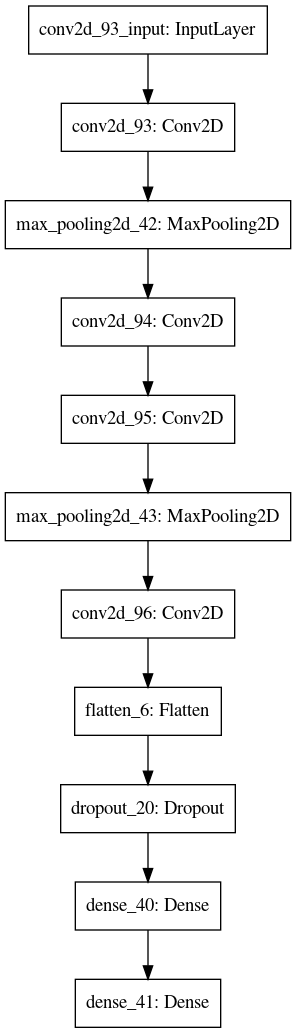 conv2d_93_input: InputLayer
conv2d_93: Conv2D
max_pooling2d_42: MaxPooling2D
conv2d_94: Conv2D
conv2d_95: Conv2D
max_pooling2d_43: MaxPooling2D
conv2d_96: Conv2D
flatten_6: Flatten
dropout_20: Dropout
dense_40: Dense
dense_41: Dense